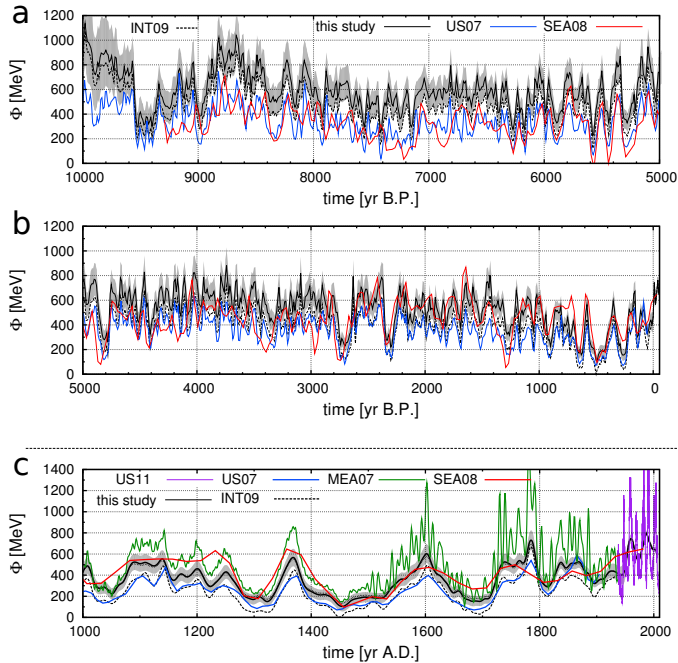 a
INT09 this study US07 SEA08
1200
1000
800
600
400
200
0
Φ [MeV]
10000 9000 8000 7000 6000 5000
time [yr B.P.]
b
1200
1000
800
600
400
200
0
Φ [MeV]
5000 4000 3000 2000 1000 0
time [yr B.P.]
c
US11 US07 MEA07 SEA08
this study INT09
1400
1200
1000
800
600
400
200
0
Φ [MeV]
1000 1200 1400 1600 1800 2000
time [yr A.D.]